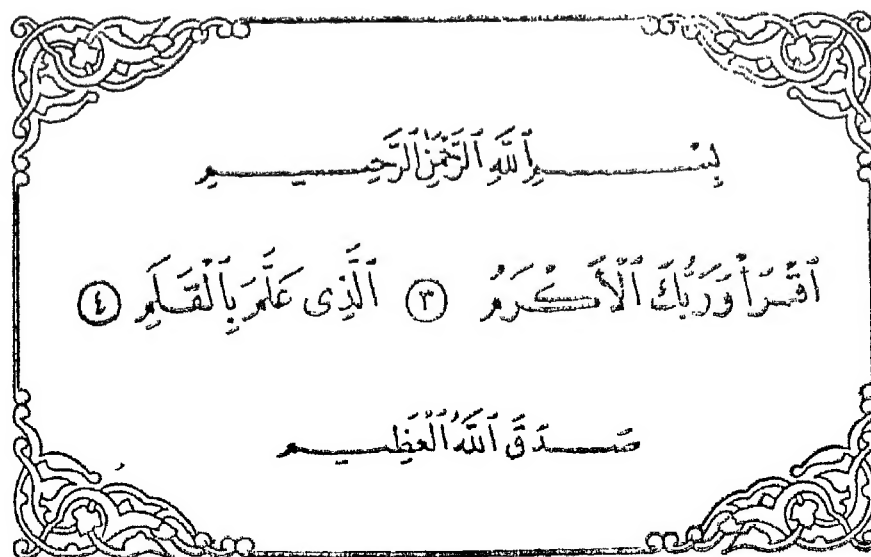 بِسْمِ ٱللَّهِ ٱلرَّحْمَٰنِ ٱلرَّحِيمِ
ٱقْرَأْ وَرَبُّكَ ٱلْأَكْرَمُ ٣ ٱلَّذِى عَلَّمَ بِٱلْقَلَمِ ٤
صَدَقَ ٱللَّهُ ٱلْعَظِيم